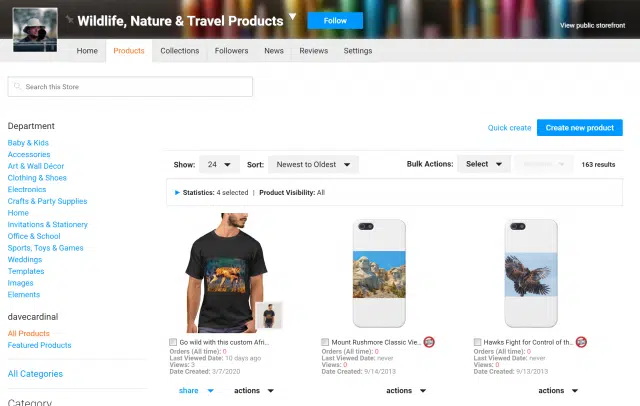 Wildlife, Nature & Travel Products
Follow
View public storefront
Home
Products
Collections
Followers
News
Reviews
Settings
Search this Store
Department
Baby & Kids
Accessories
Art & Wall Décor
Clothing & Shoes
Electronics
Crafts & Party Supplies
Home
Invitations & Stationery
Office & School
Sports, Toys & Games
Weddings
Templates
Images
Elements
davecardinal
All Products
Featured Products
All Categories
Category
Quick create
Create new product
Show:
24
Sort:
Newest to Oldest
Bulk Actions:
Select
163 results
Statistics: 4 selected | Product Visibility: All
Go wild with this custom Afri...
Orders (All time): 0
Last Viewed Date: 10 days ago
Views: 3
Date Created: 3/7/2020
share
actions
Mount Rushmore Classic Vie...
Orders (All time): 0
Last Viewed Date: never
Views: 0
Date Created: 9/14/2013
actions
Hawks Fight for Control of th...
Orders (All time): 0
Last Viewed Date: never
Views: 0
Date Created: 9/13/2013
actions